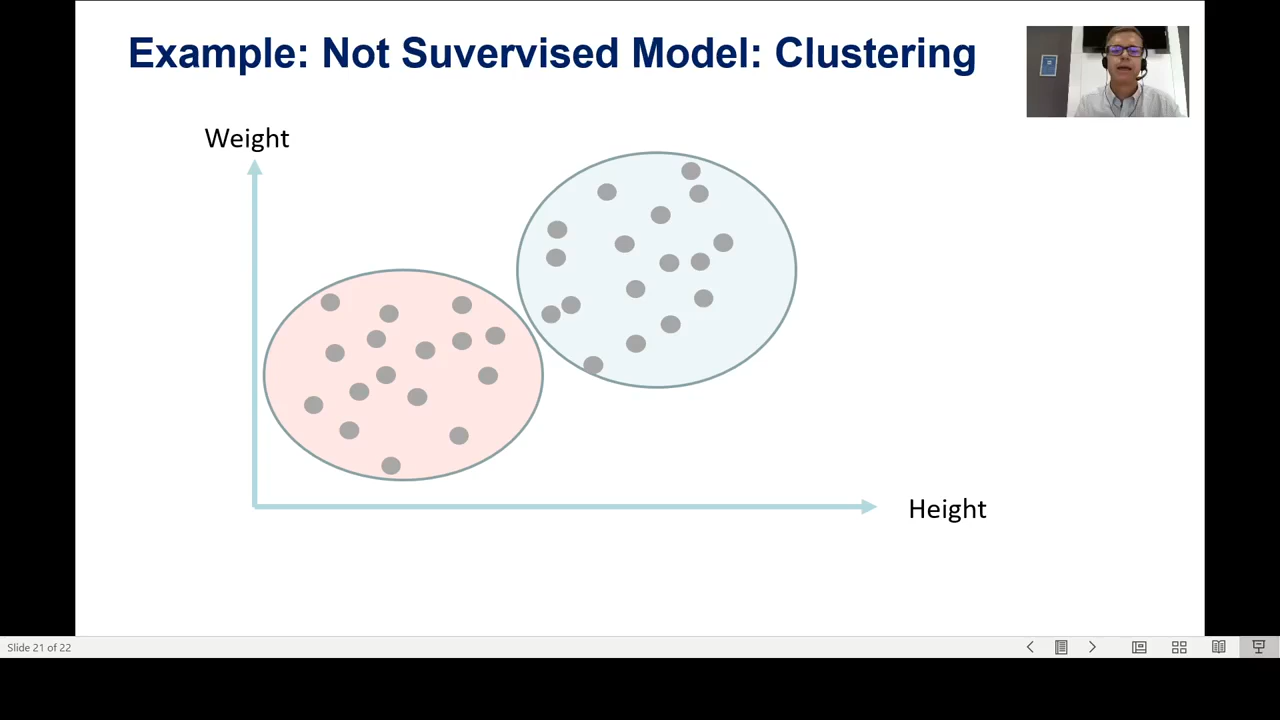 Example: Not Suvervised Model: Clustering
Weight
Height
Slide 21 of 22